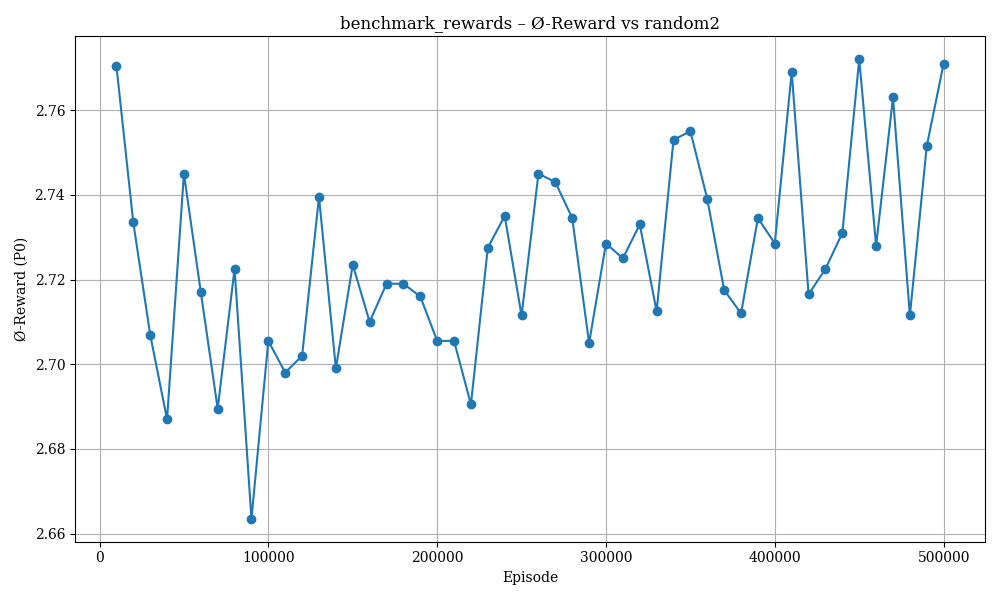 benchmark_rewards – Ø-Reward vs random2
Ø-Reward (P0)
2.76
2.74
2.72
2.70
2.68
2.66
0 100000 200000 300000 400000 500000
Episode